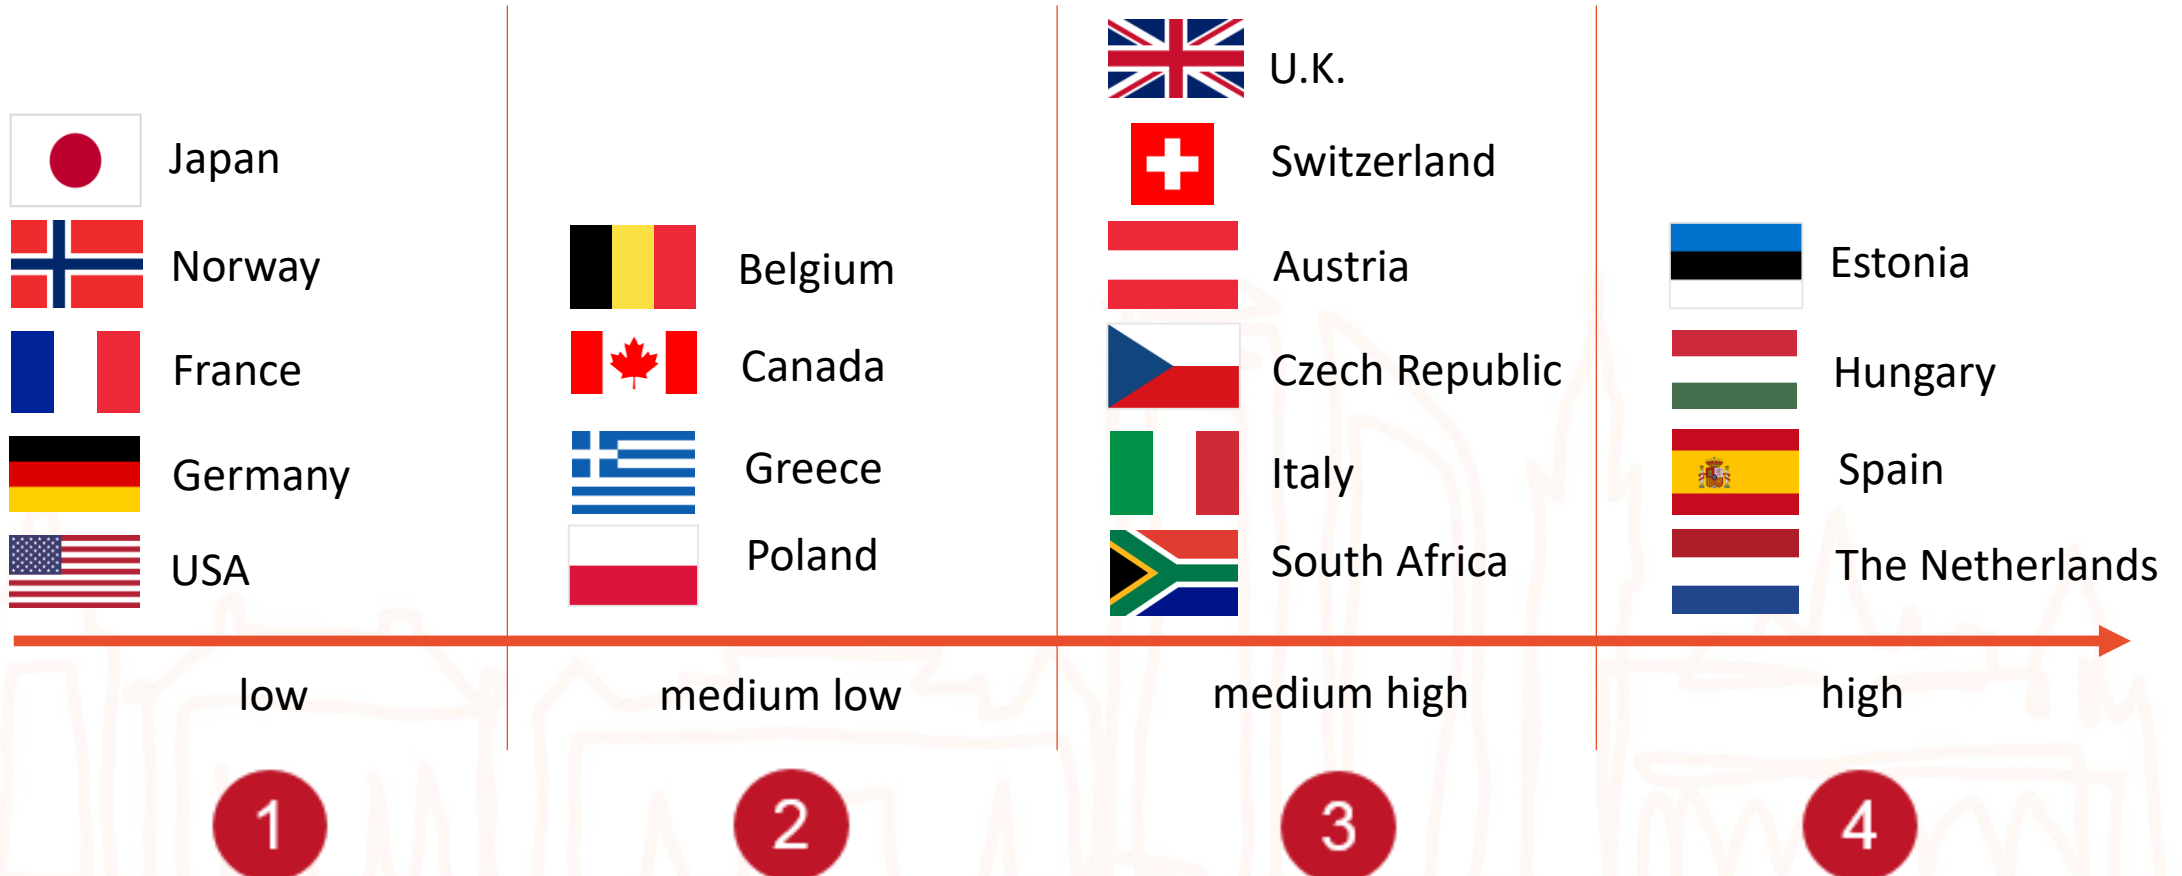 Japan
Norway
France
Germany
USA
low
1
Belgium
Canada
Greece
Poland
medium low
2
U.K.
Switzerland
Austria
Czech Republic
Italy
South Africa
medium high
3
Estonia
Hungary
Spain
The Netherlands
high
4